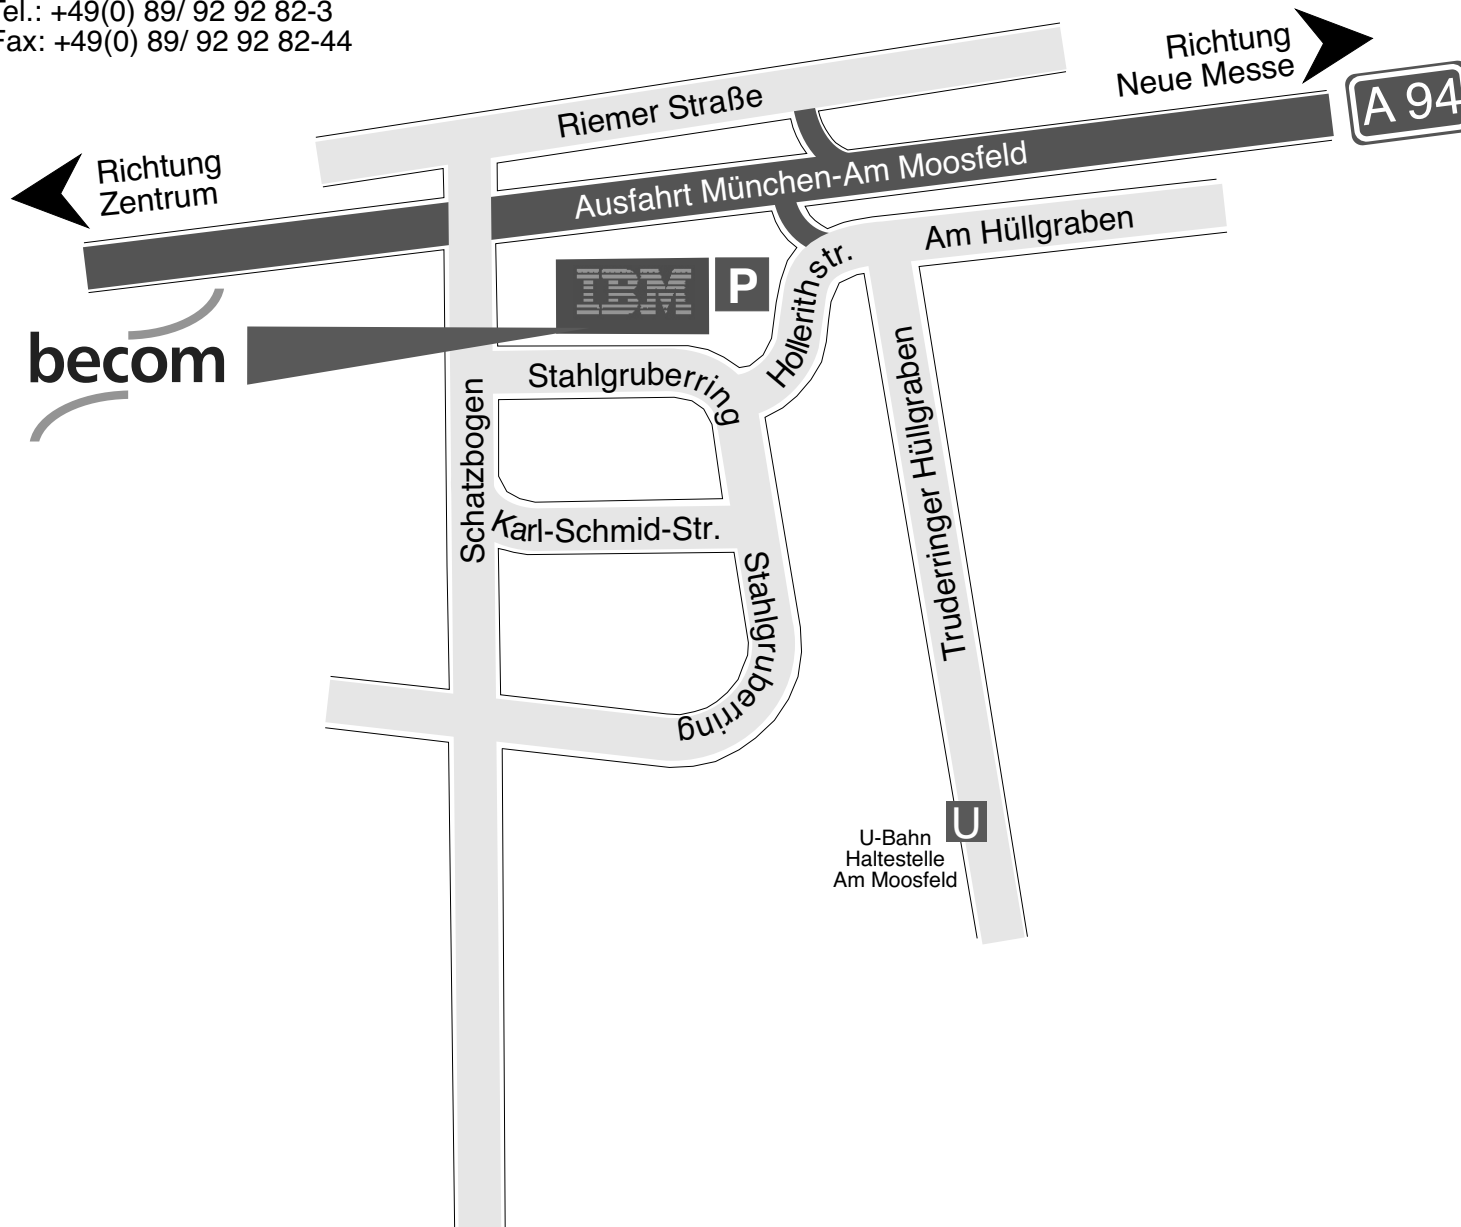 Tel.: +49(0) 89/ 92 92 82-3
Fax: +49(0) 89/ 92 92 82-44
Richtung
Neue Messe
A 94
Riemer Straße
Richtung
Zentrum
Ausfahrt München-Am Moosfeld
Am Hüllgraben
Hollerithstr.
IBM
P
becom
Stahlgruberring
Schatzbogen
Truderringer Hüllgraben
Karl-Schmid-Str.
Stahlgruberring
U
U-Bahn
Haltestelle
Am Moosfeld